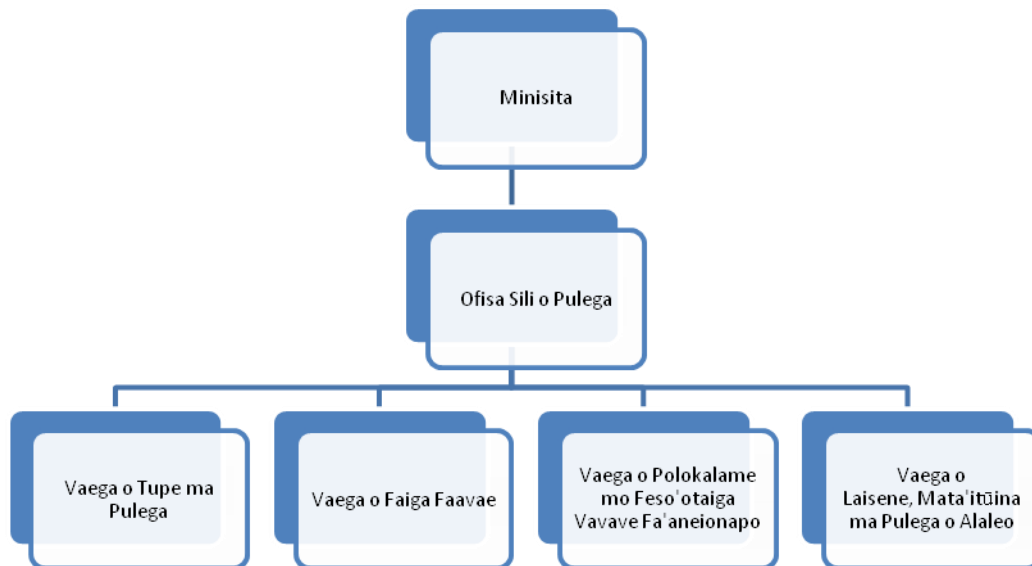 Minisita
Ofisa Sili o Pulega
Vaega o Tupe ma
Pulega
Vaega o Faiga Faavae
Vaega o Polokalame
mo Feso'otaiga
Vavave Fa'aneionapo
Vaega o
Laisene, Mata'itūina
ma Pulega o Alaleo